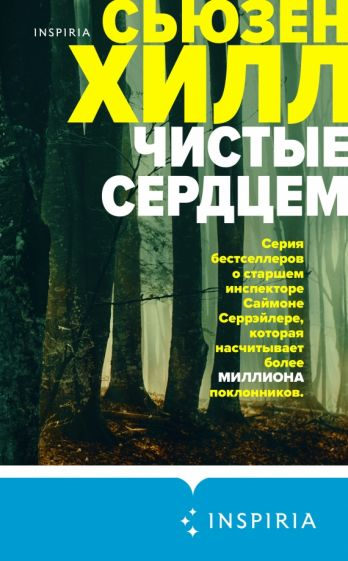 INSPIRIA
СЬЮЗЕН
ХИЛЛ
ЧИСТЫЕ
СЕРДЦЕМ
Серия
бестселлеров
о старшем
инспекторе
Саймоне
Серрэйлере,
которая
насчитывает
более
МИЛЛИОНА
поклонников.
INSPIRIA